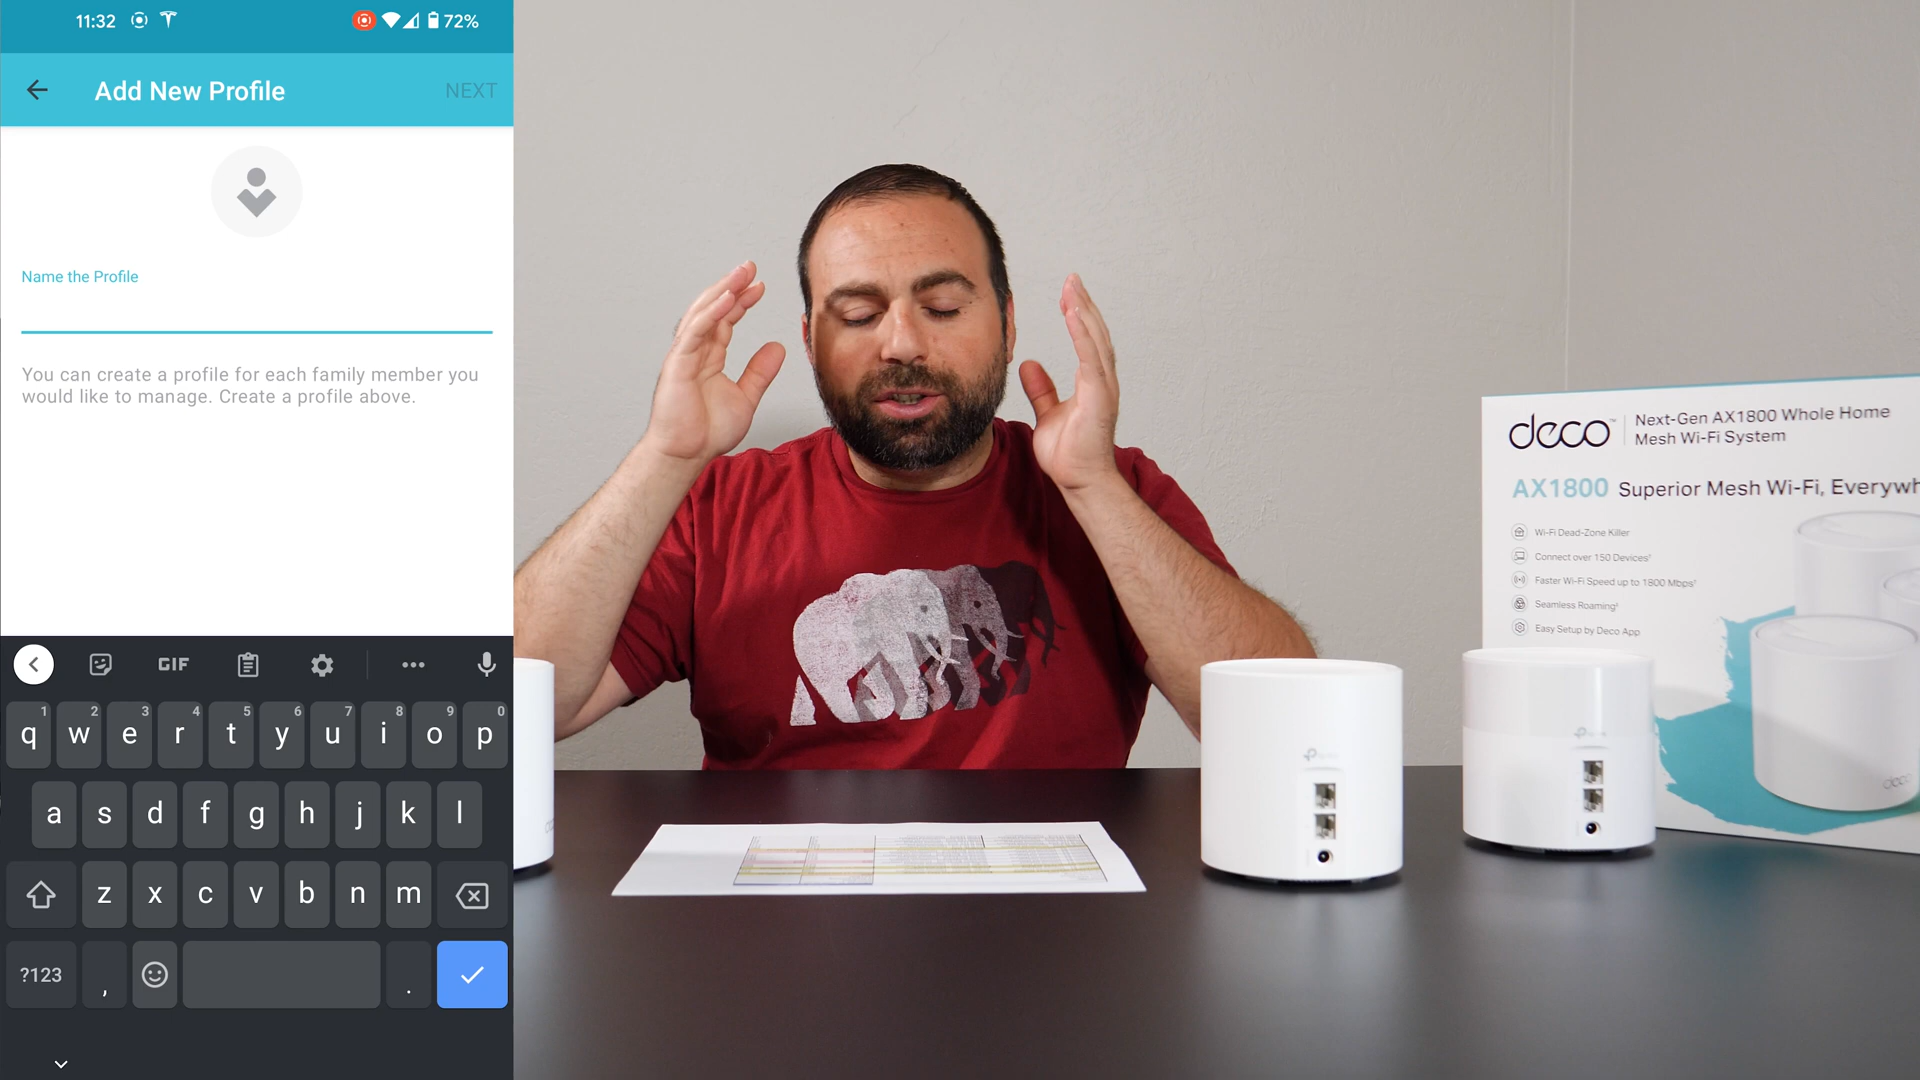 11:32
72%
Add New Profile
NEXT
Name the Profile
You can create a profile for each family member you
would like to manage. Create a profile above.
GIF
1 2 3 4 5 6 7 8 9 0
q w e r t y u i o p
a s d f g h j k l
z x c v b n m
?123 , .
deco
Next-Gen AX1800 Whole Home
Mesh Wi-Fi System
AX1800 Superior Mesh Wi-Fi,
Wi-Fi Dead-Zone Killer
Connect over 150 Devices
Faster Wi-Fi Speed up to 1800 Mbps
Seamless Roaming
Easy Setup by Deco App
deco